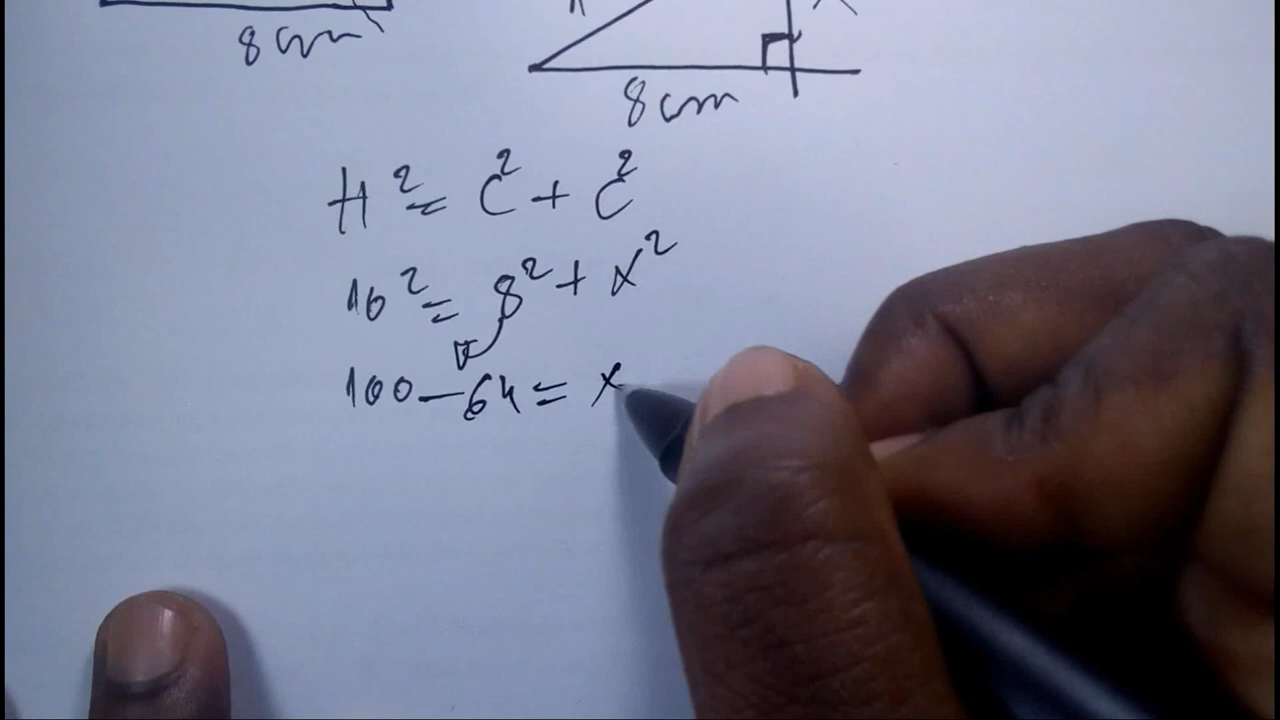 8cm
8cm
H² = C² + C²
10² = 8² + x²
100 - 64 = x